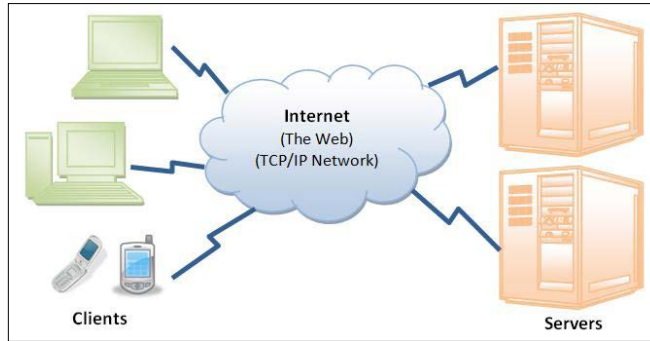 Internet
(The Web)
(TCP/IP Network)
Clients
Servers